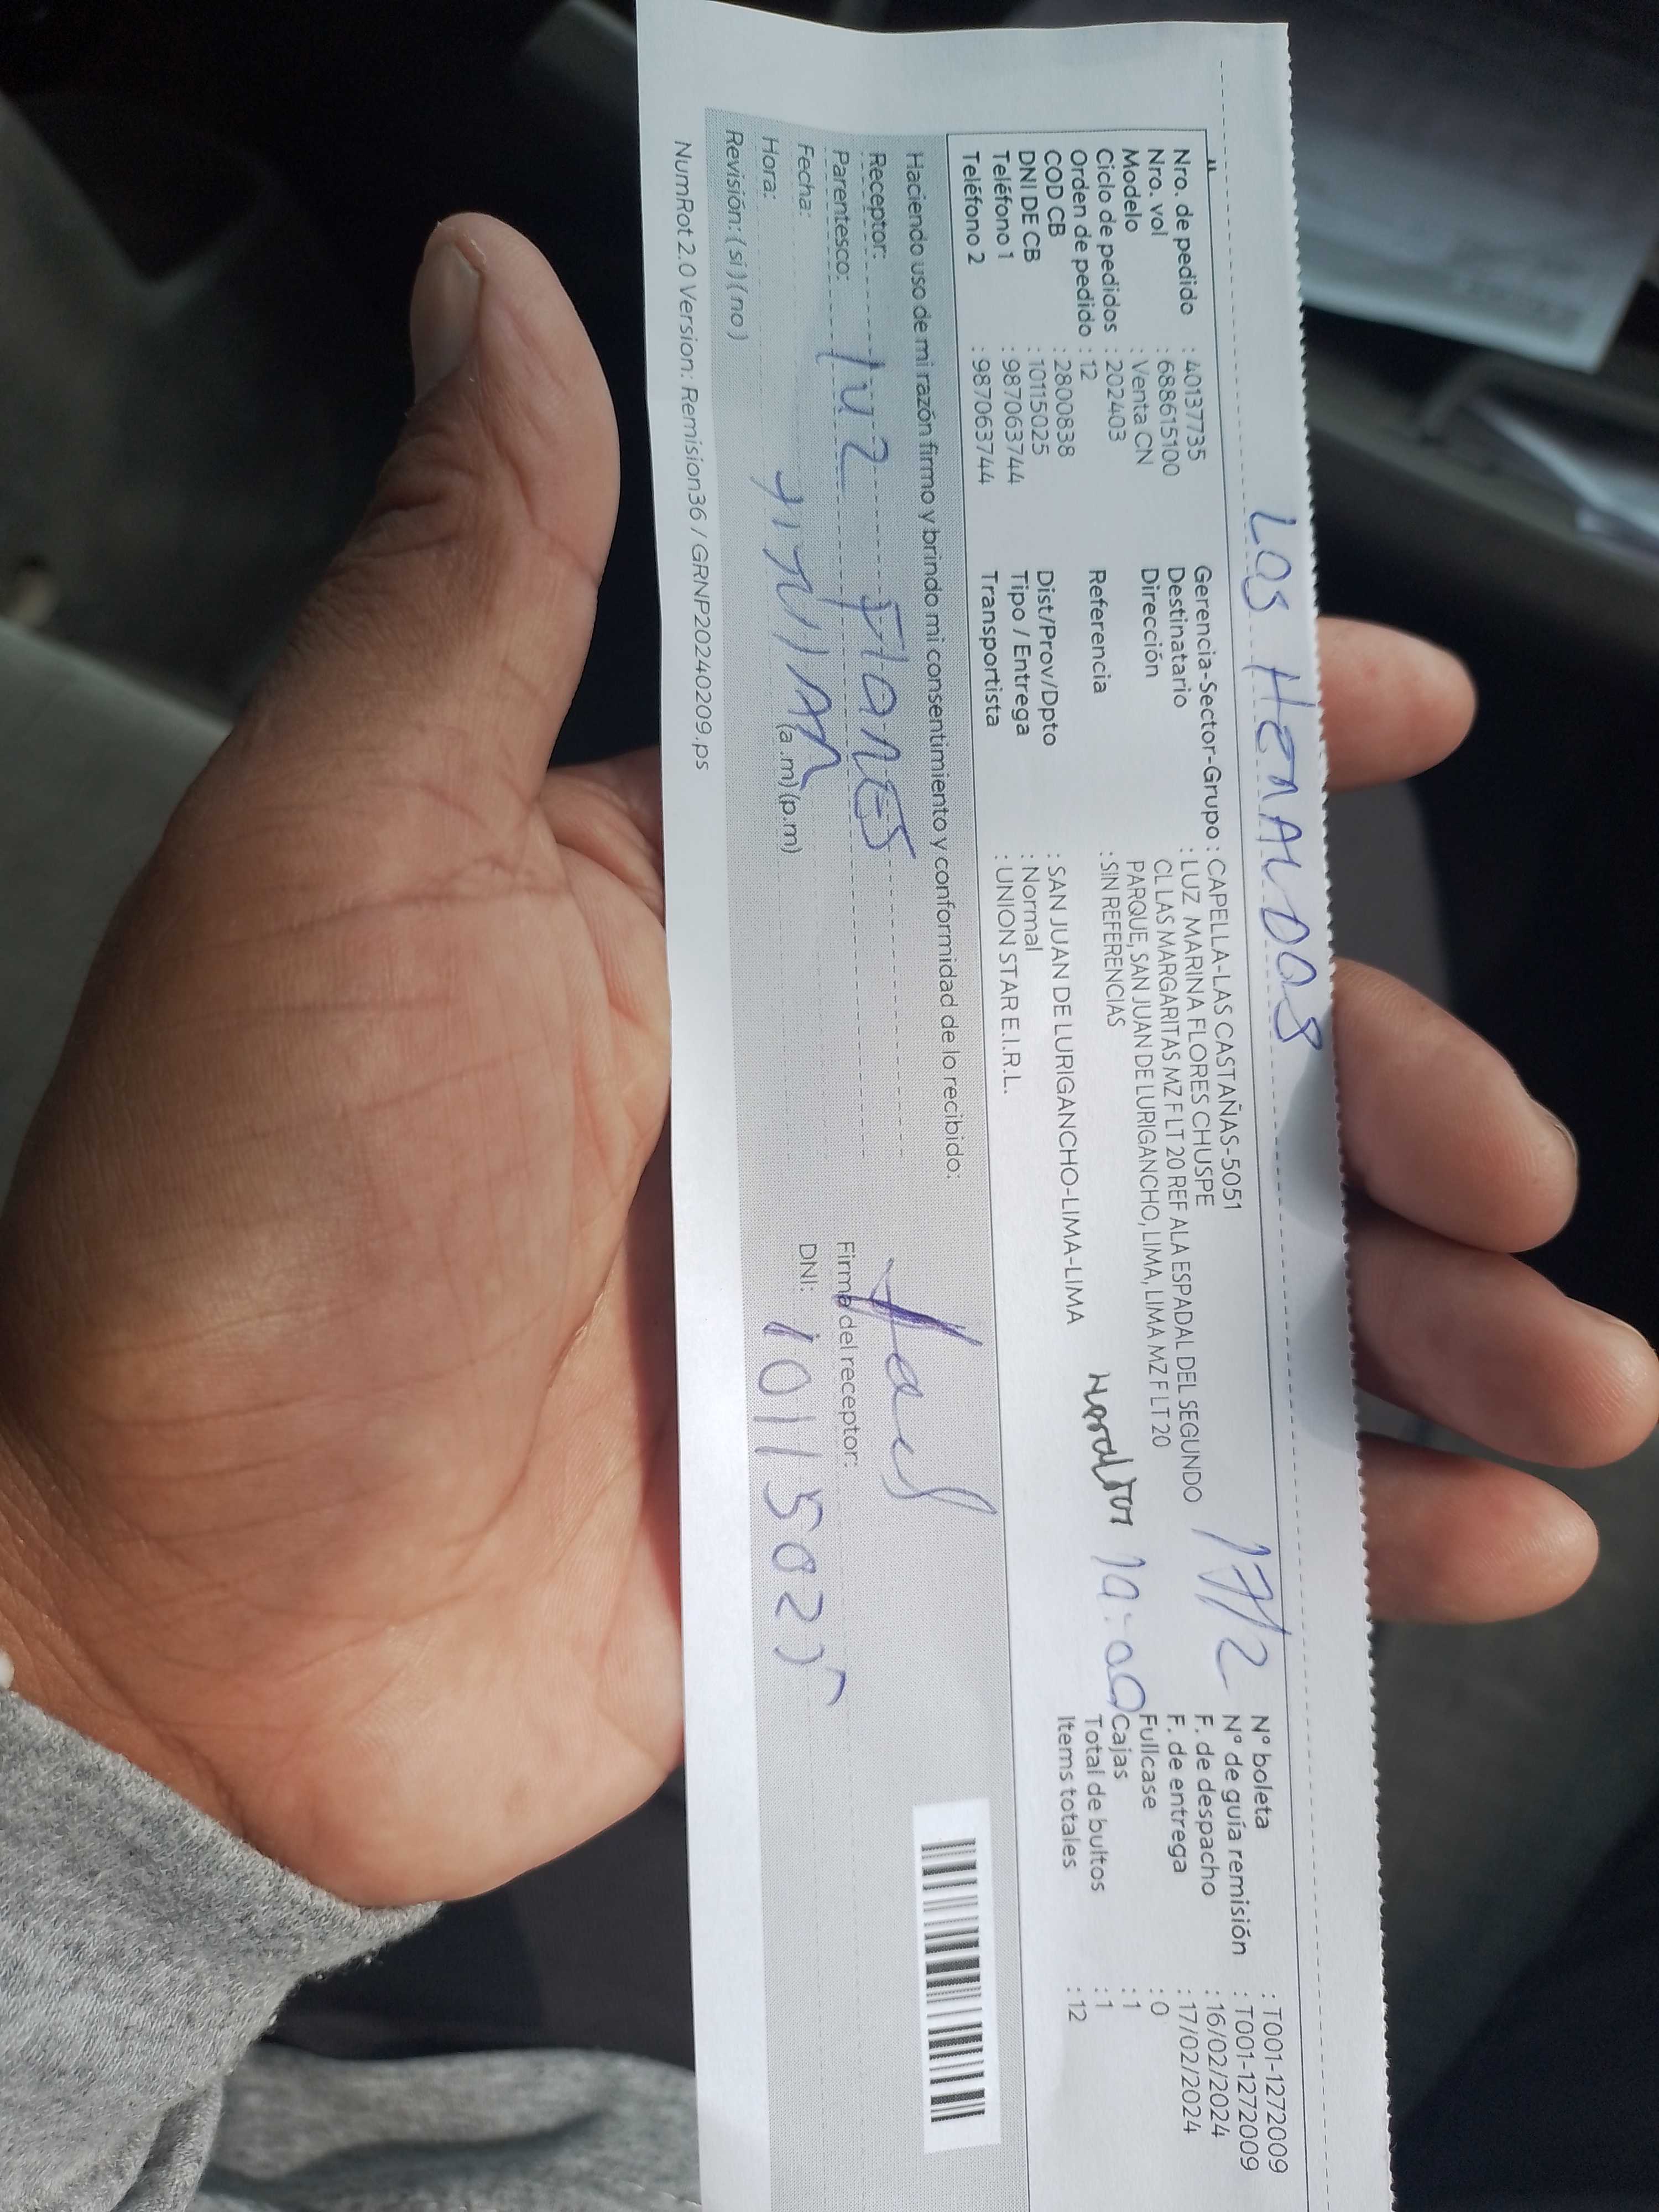 LOS HERALDOS
Nro. de pedido : 40137735
Nro. vol : 688615100
Modelo : Venta CN
Ciclo de pedidos : 202403
Orden de pedido : 12
COD CB : 2800838
DNI DE CB : 10115025
Teléfono 1 : 987063744
Teléfono 2 : 987063744
Gerencia-Sector-Grupo : CAPELLA-LAS CASTAÑAS-5051
Destinatario : LUZ MARINA FLORES CHUSPE
Dirección CL LAS MARGARITAS MZ F LT 20 REF ALA ESPADAL DEL SEGUNDO
PARQUE, SAN JUAN DE LURIGANCHO, LIMA, LIMA MZ F LT 20
Referencia : SIN REFERENCIAS
Dist/Prov/Dpto : SAN JUAN DE LURIGANCHO-LIMA-LIMA
Tipo / Entrega : Normal
Transportista : UNION STAR E.I.R.L.
17/2
N° boleta : T001-1272009
N° de guía remisión : T001-1272009
F. de despacho : 16/02/2024
F. de entrega : 17/02/2024
Fullcase : 0
Cajas : 1
Total de bultos : 1
Items totales : 12
Haciendo uso de mi razón firmo y brindo mi consentimiento y conformidad de lo recibido:
Receptor: luz Flores
Parentesco:
Fecha:
Hora: (a.m) (p.m)
Revisión: ( si ) ( no )
Firma del receptor:
DNI: 10115025
NumRot 2.0 Version: Remision36 / GRNP20240209.ps